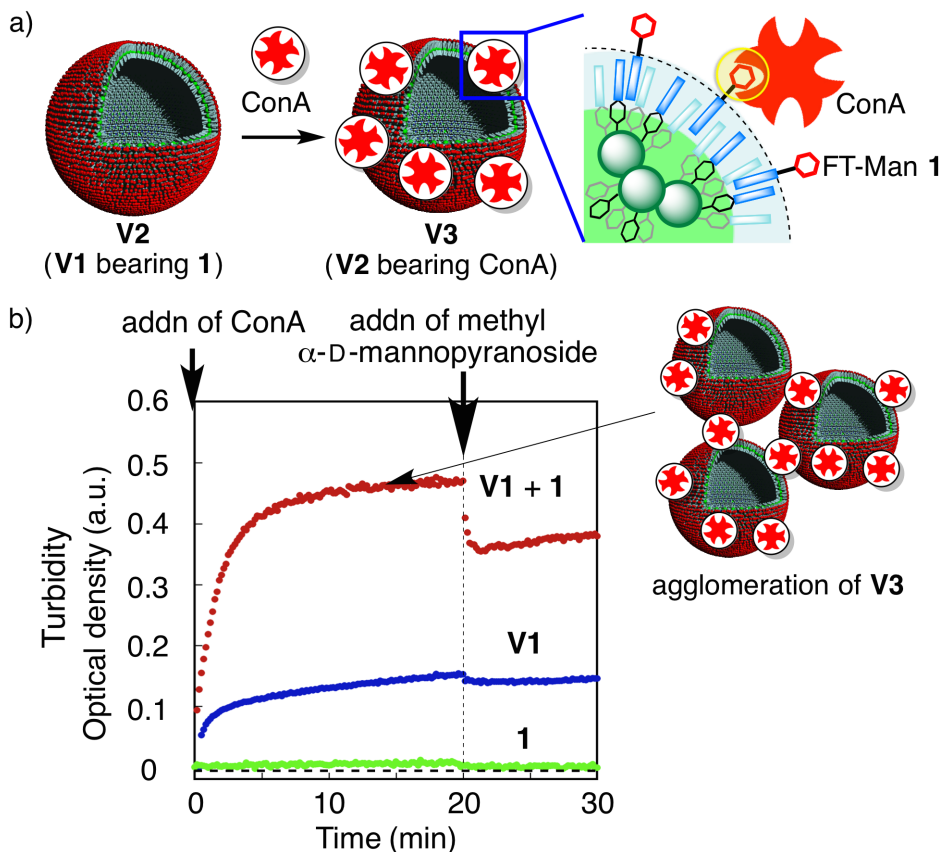 a)
ConA
V2
(V1 bearing 1)
V3
(V2 bearing ConA)
ConA
FT-Man 1
b)
addn of ConA
addn of methyl
α-D-mannopyranoside
Turbidity
Optical density (a.u.)
0.6
0.5
0.4
0.3
0.2
0.1
0
V1 + 1
V1
1
0
10
20
30
Time (min)
agglomeration of V3